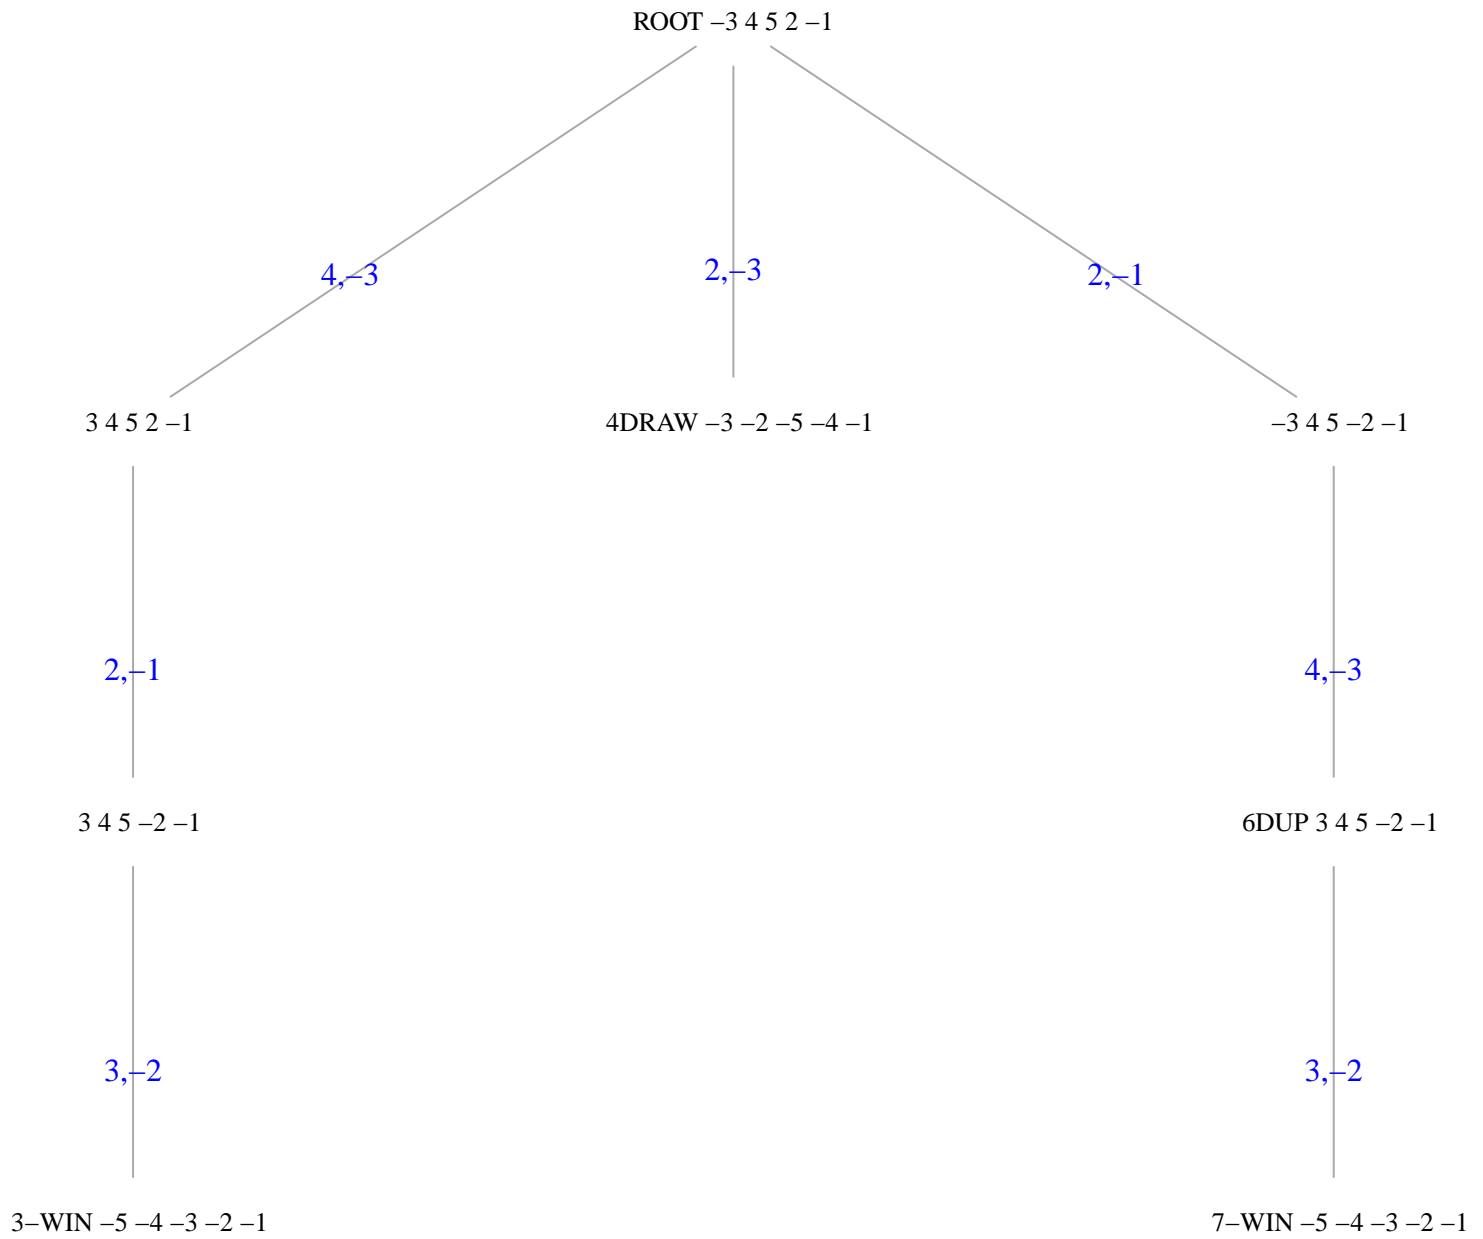 ROOT –3 4 5 2 –1
4,–3
2,–3
2,–1
3 4 5 2 –1
4DRAW –3 –2 –5 –4 –1
–3 4 5 –2 –1
2,–1
4,–3
3 4 5 –2 –1
6DUP 3 4 5 –2 –1
3,–2
3,–2
3–WIN –5 –4 –3 –2 –1
7–WIN –5 –4 –3 –2 –1